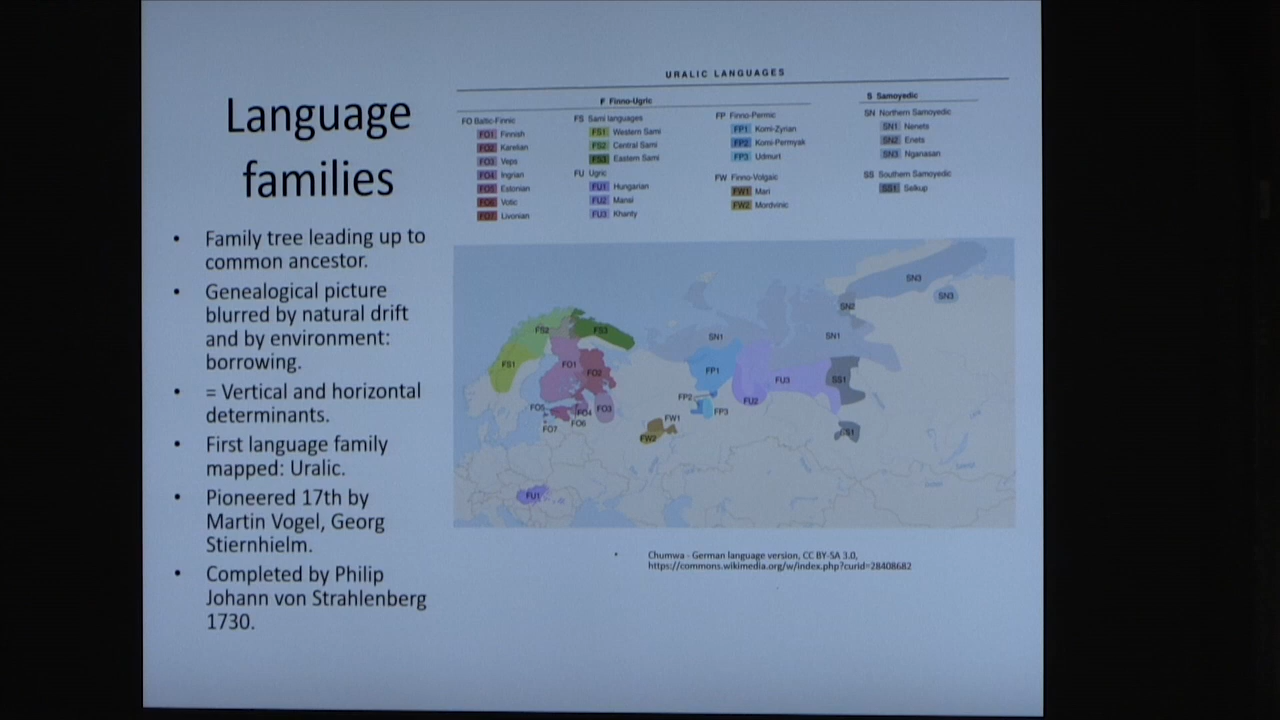 Language
families
• Family tree leading up to
common ancestor.
• Genealogical picture
blurred by natural drift
and by environment:
borrowing.
• = Vertical and horizontal
determinants.
• First language family
mapped: Uralic.
• Pioneered 17th by
Martin Vogel, Georg
Stiernhielm.
• Completed by Philip
Johann von Strahlenberg
1730.
URALIC LANGUAGES
F Finno-Ugric
FO Baltic-Finnic
FO1 Finnish
FO2 Karelian
FO3 Veps
FO4 Ingrian
FO5 Estonian
FO6 Votic
FO7 Livonian
FS Sami languages
FS1 Western Sami
FS2 Central Sami
FS3 Eastern Sami
FU Ugric
FU1 Hungarian
FU2 Mansi
FU3 Khanty
FP Finno-Permic
FP1 Komi-Zyrian
FP2 Komi-Permyak
FP3 Udmurt
FW Finno-Volgaic
FW1 Mari
FW2 Mordvinic
S Samoyedic
SN Northern Samoyedic
SN1 Nenets
SN2 Enets
SN3 Nganasan
SS Southern Samoyedic
SS1 Selkup
SN3
SN3
SN2
FS2
FS3
SN1
SN1
FS1
FO1
FO2
FP1
FU3
SS1
FP2
FU2
FO5
FO4
FO3
FP3
FO7
FO6
FW1
FW2
SS1
FU1
• Chumwa - German language version, CC BY-SA 3.0,
https://commons.wikimedia.org/w/index.php?curid=28408682